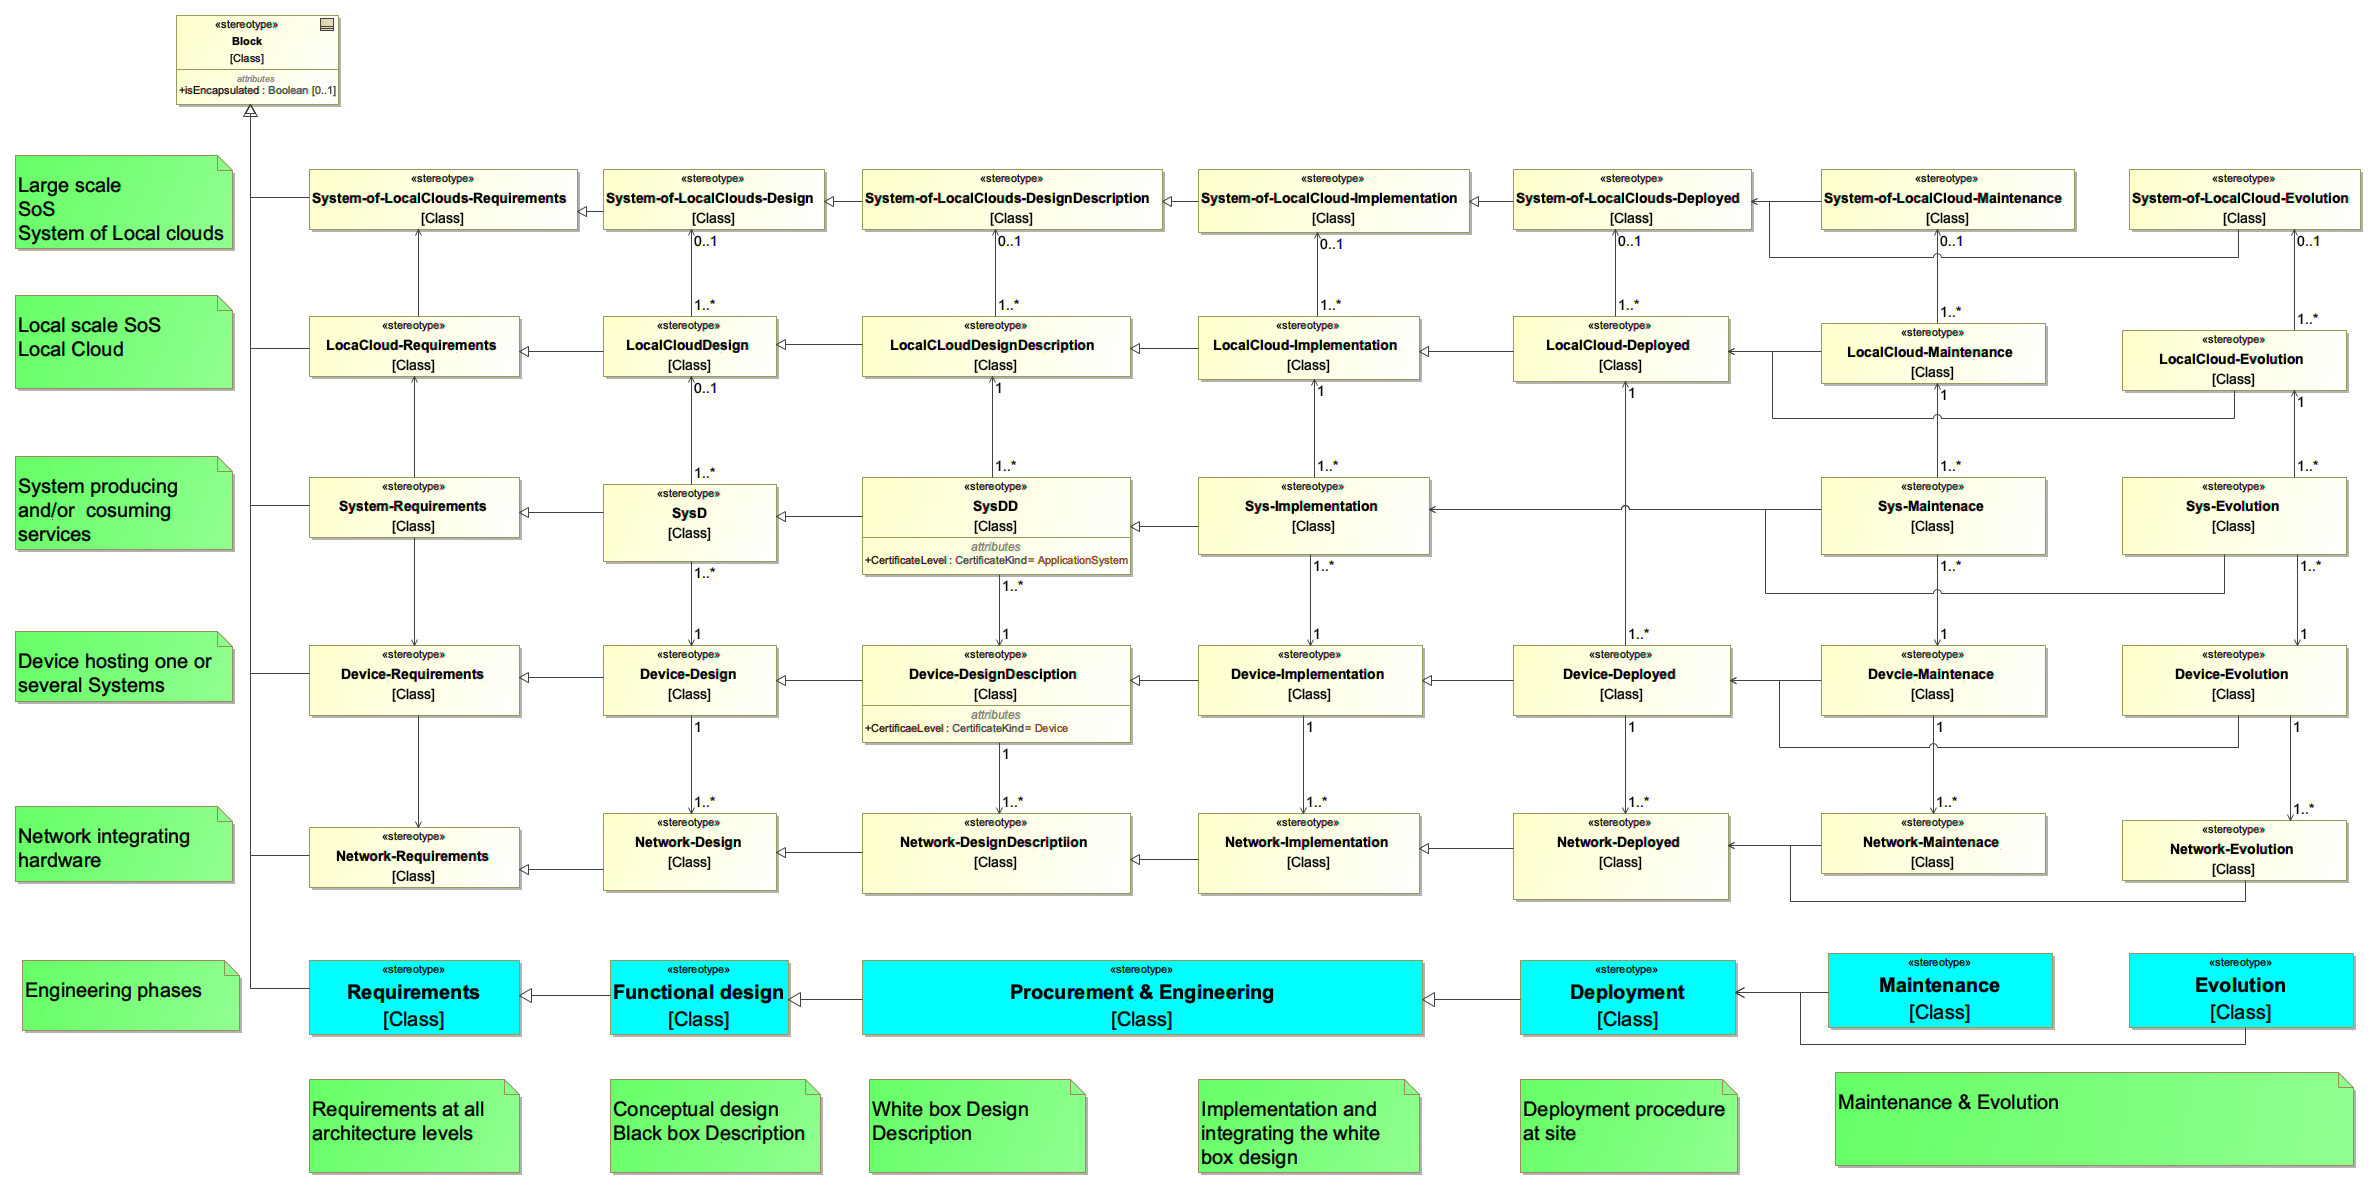 «stereotype»
Block
[Class]
attributes
+isEncapsulated : Boolean [0..1]
Large scale
SoS
System of Local clouds
«stereotype»
System-of-LocalClouds-Requirements
[Class]
«stereotype»
System-of-LocalClouds-Design
[Class]
«stereotype»
System-of-LocalClouds-DesignDescription
[Class]
«stereotype»
System-of-LocalCloud-Implementation
[Class]
«stereotype»
System-of-LocalClouds-Deployed
[Class]
«stereotype»
System-of-LocalCloud-Maintenance
[Class]
«stereotype»
System-of-LocalCloud-Evolution
[Class]
0..1
0..1
0..1
0..1
0..1
0..1
1..*
1..*
1..*
1..*
1..*
1..*
Local scale SoS
Local Cloud
«stereotype»
LocaCloud-Requirements
[Class]
«stereotype»
LocalCloudDesign
[Class]
«stereotype»
LocalCLoudDesignDescription
[Class]
«stereotype»
LocalCloud-Implementation
[Class]
«stereotype»
LocalCloud-Deployed
[Class]
«stereotype»
LocalCloud-Maintenance
[Class]
«stereotype»
LocalCloud-Evolution
[Class]
0..1
1
1
1
1
1
1..*
1..*
1..*
1..*
1..*
System producing
and/or  cosuming
services
«stereotype»
System-Requirements
[Class]
«stereotype»
SysD
[Class]
«stereotype»
SysDD
[Class]
attributes
+CertificateLevel : CertificateKind= ApplicationSystem
«stereotype»
Sys-Implementation
[Class]
«stereotype»
Sys-Maintenace
[Class]
«stereotype»
Sys-Evolution
[Class]
1..*
1..*
1..*
1..*
1..*
1
1
1
1..*
1
1
Device hosting one or
several Systems
«stereotype»
Device-Requirements
[Class]
«stereotype»
Device-Design
[Class]
«stereotype»
Device-DesignDesciption
[Class]
attributes
+CertificaeLevel : CertificateKind= Device
«stereotype»
Device-Implementation
[Class]
«stereotype»
Device-Deployed
[Class]
«stereotype»
Devcie-Maintenace
[Class]
«stereotype»
Device-Evolution
[Class]
1
1
1
1
1
1
1..*
1..*
1..*
1..*
1..*
1..*
Network integrating
hardware
«stereotype»
Network-Requirements
[Class]
«stereotype»
Network-Design
[Class]
«stereotype»
Network-DesignDescriptiion
[Class]
«stereotype»
Network-Implementation
[Class]
«stereotype»
Network-Deployed
[Class]
«stereotype»
Network-Maintenace
[Class]
«stereotype»
Network-Evolution
[Class]
Engineering phases
«stereotype»
Requirements
[Class]
«stereotype»
Functional design
[Class]
«stereotype»
Procurement & Engineering
[Class]
«stereotype»
Deployment
[Class]
«stereotype»
Maintenance
[Class]
«stereotype»
Evolution
[Class]
Requirements at all
architecture levels
Conceptual design
Black box Description
White box Design
Description
Implementation and
integrating the white
box design
Deployment procedure
at site
Maintenance & Evolution